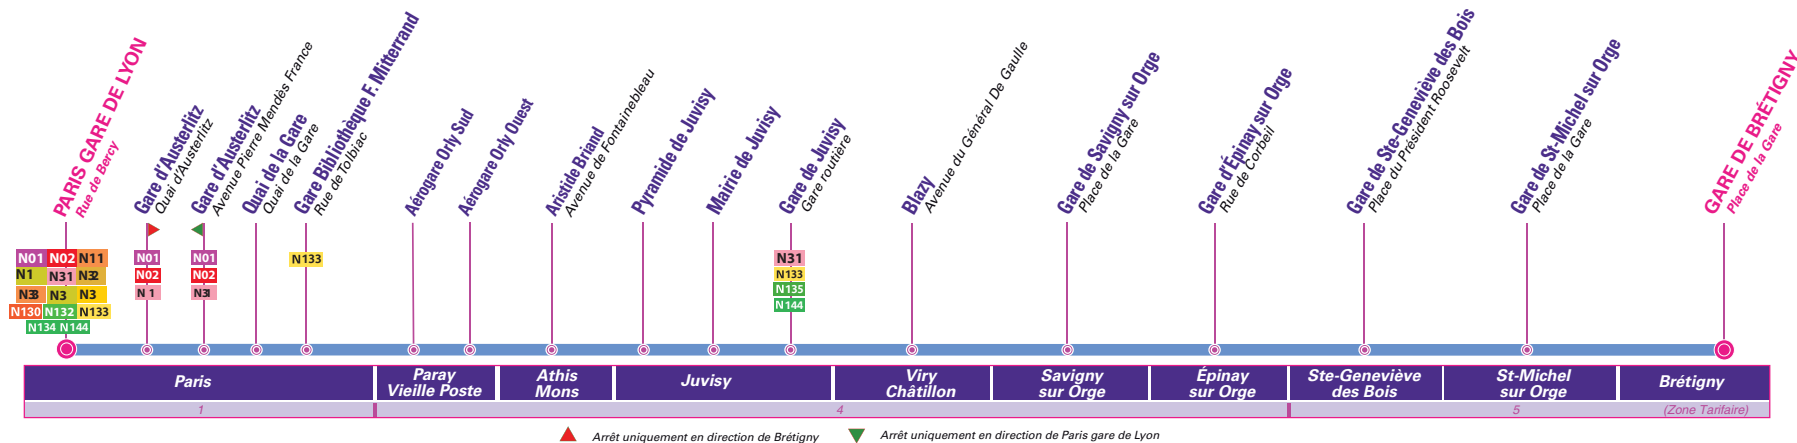 PARIS GARE DE LYON
Rue de Bercy
Gare d'Austerlitz
Quai d'Austerlitz
Gare d'Austerlitz
Avenue Pierre Mendès France
Quai de la Gare
Quai de la Gare
Gare Bibliothèque F. Mitterrand
Rue de Tolbiac
Aérogare Orly Sud
Aérogare Orly Ouest
Aristide Briand
Avenue de Fontainebleau
Pyramide de Juvisy
Mairie de Juvisy
Gare de Juvisy
Gare routière
Blazy
Avenue du Général De Gaulle
Gare de Savigny sur Orge
Place de la Gare
Gare d'Épinay sur Orge
Rue de Corbeil
Gare de Ste-Geneviève des Bois
Place du Président Roosevelt
Gare de St-Michel sur Orge
Place de la Gare
GARE DE BRÉTIGNY
Place de la Gare
N01 N02 N11
N1 N31 N32
N33 N3 N3
N130 N132 N133
N134 N144
N01
N02
N 1
N01
N02
N31
N133
N31
N133
N135
N144
Paris
Paray
Vieille Poste
Athis
Mons
Juvisy
Viry
Châtillon
Savigny
sur Orge
Épinay
sur Orge
Ste-Geneviève
des Bois
St-Michel
sur Orge
Brétigny
1
4
5
(Zone Tarifaire)
Arrêt uniquement en direction de Brétigny
Arrêt uniquement en direction de Paris gare de Lyon